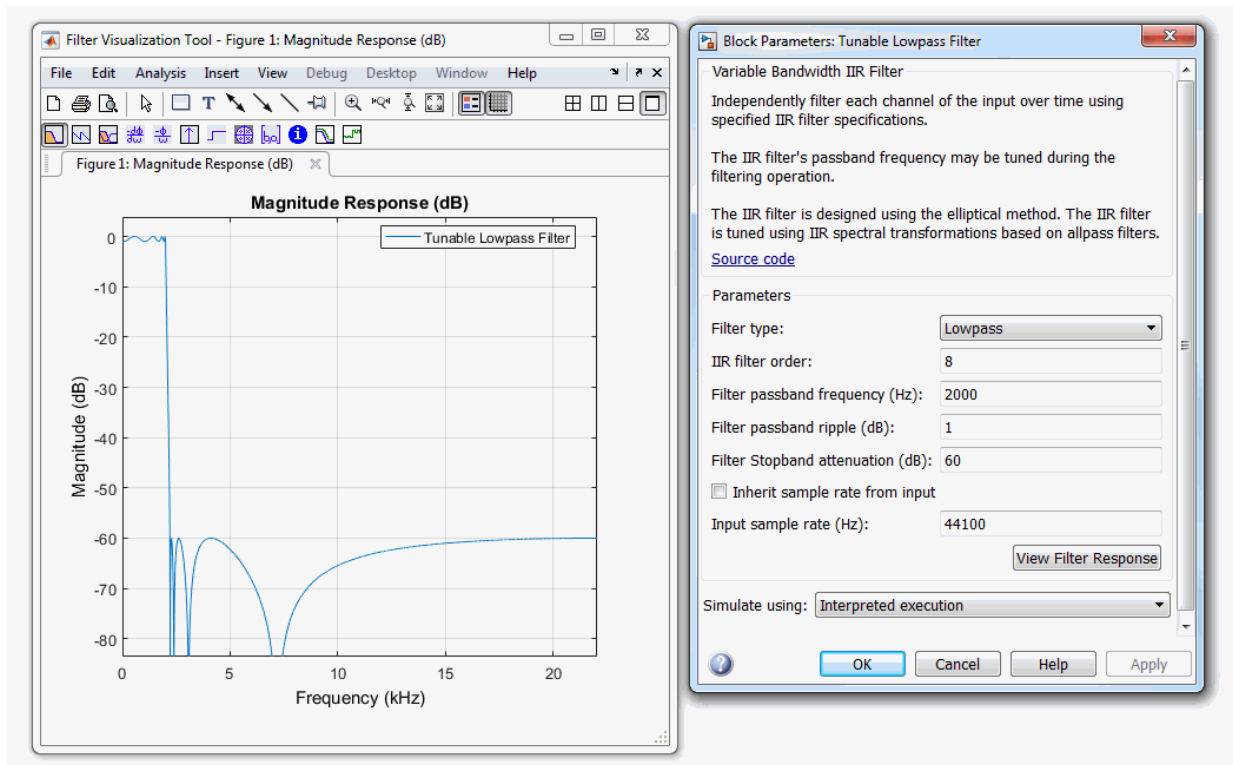 Filter Visualization Tool - Figure 1: Magnitude Response (dB)
File Edit Analysis Insert View Debug Desktop Window Help
Figure 1: Magnitude Response (dB)
Magnitude Response (dB)
Tunable Lowpass Filter
0
-10
-20
-30
-40
-50
-60
-70
-80
Magnitude (dB)
0 5 10 15 20
Frequency (kHz)
Block Parameters: Tunable Lowpass Filter
Variable Bandwidth IIR Filter
Independently filter each channel of the input over time using
specified IIR filter specifications.
The IIR filter's passband frequency may be tuned during the
filtering operation.
The IIR filter is designed using the elliptical method. The IIR filter
is tuned using IIR spectral transformations based on allpass filters.
Source code
Parameters
Filter type: Lowpass
IIR filter order: 8
Filter passband frequency (Hz): 2000
Filter passband ripple (dB): 1
Filter Stopband attenuation (dB): 60
Inherit sample rate from input
Input sample rate (Hz): 44100
View Filter Response
Simulate using: Interpreted execution
OK Cancel Help Apply